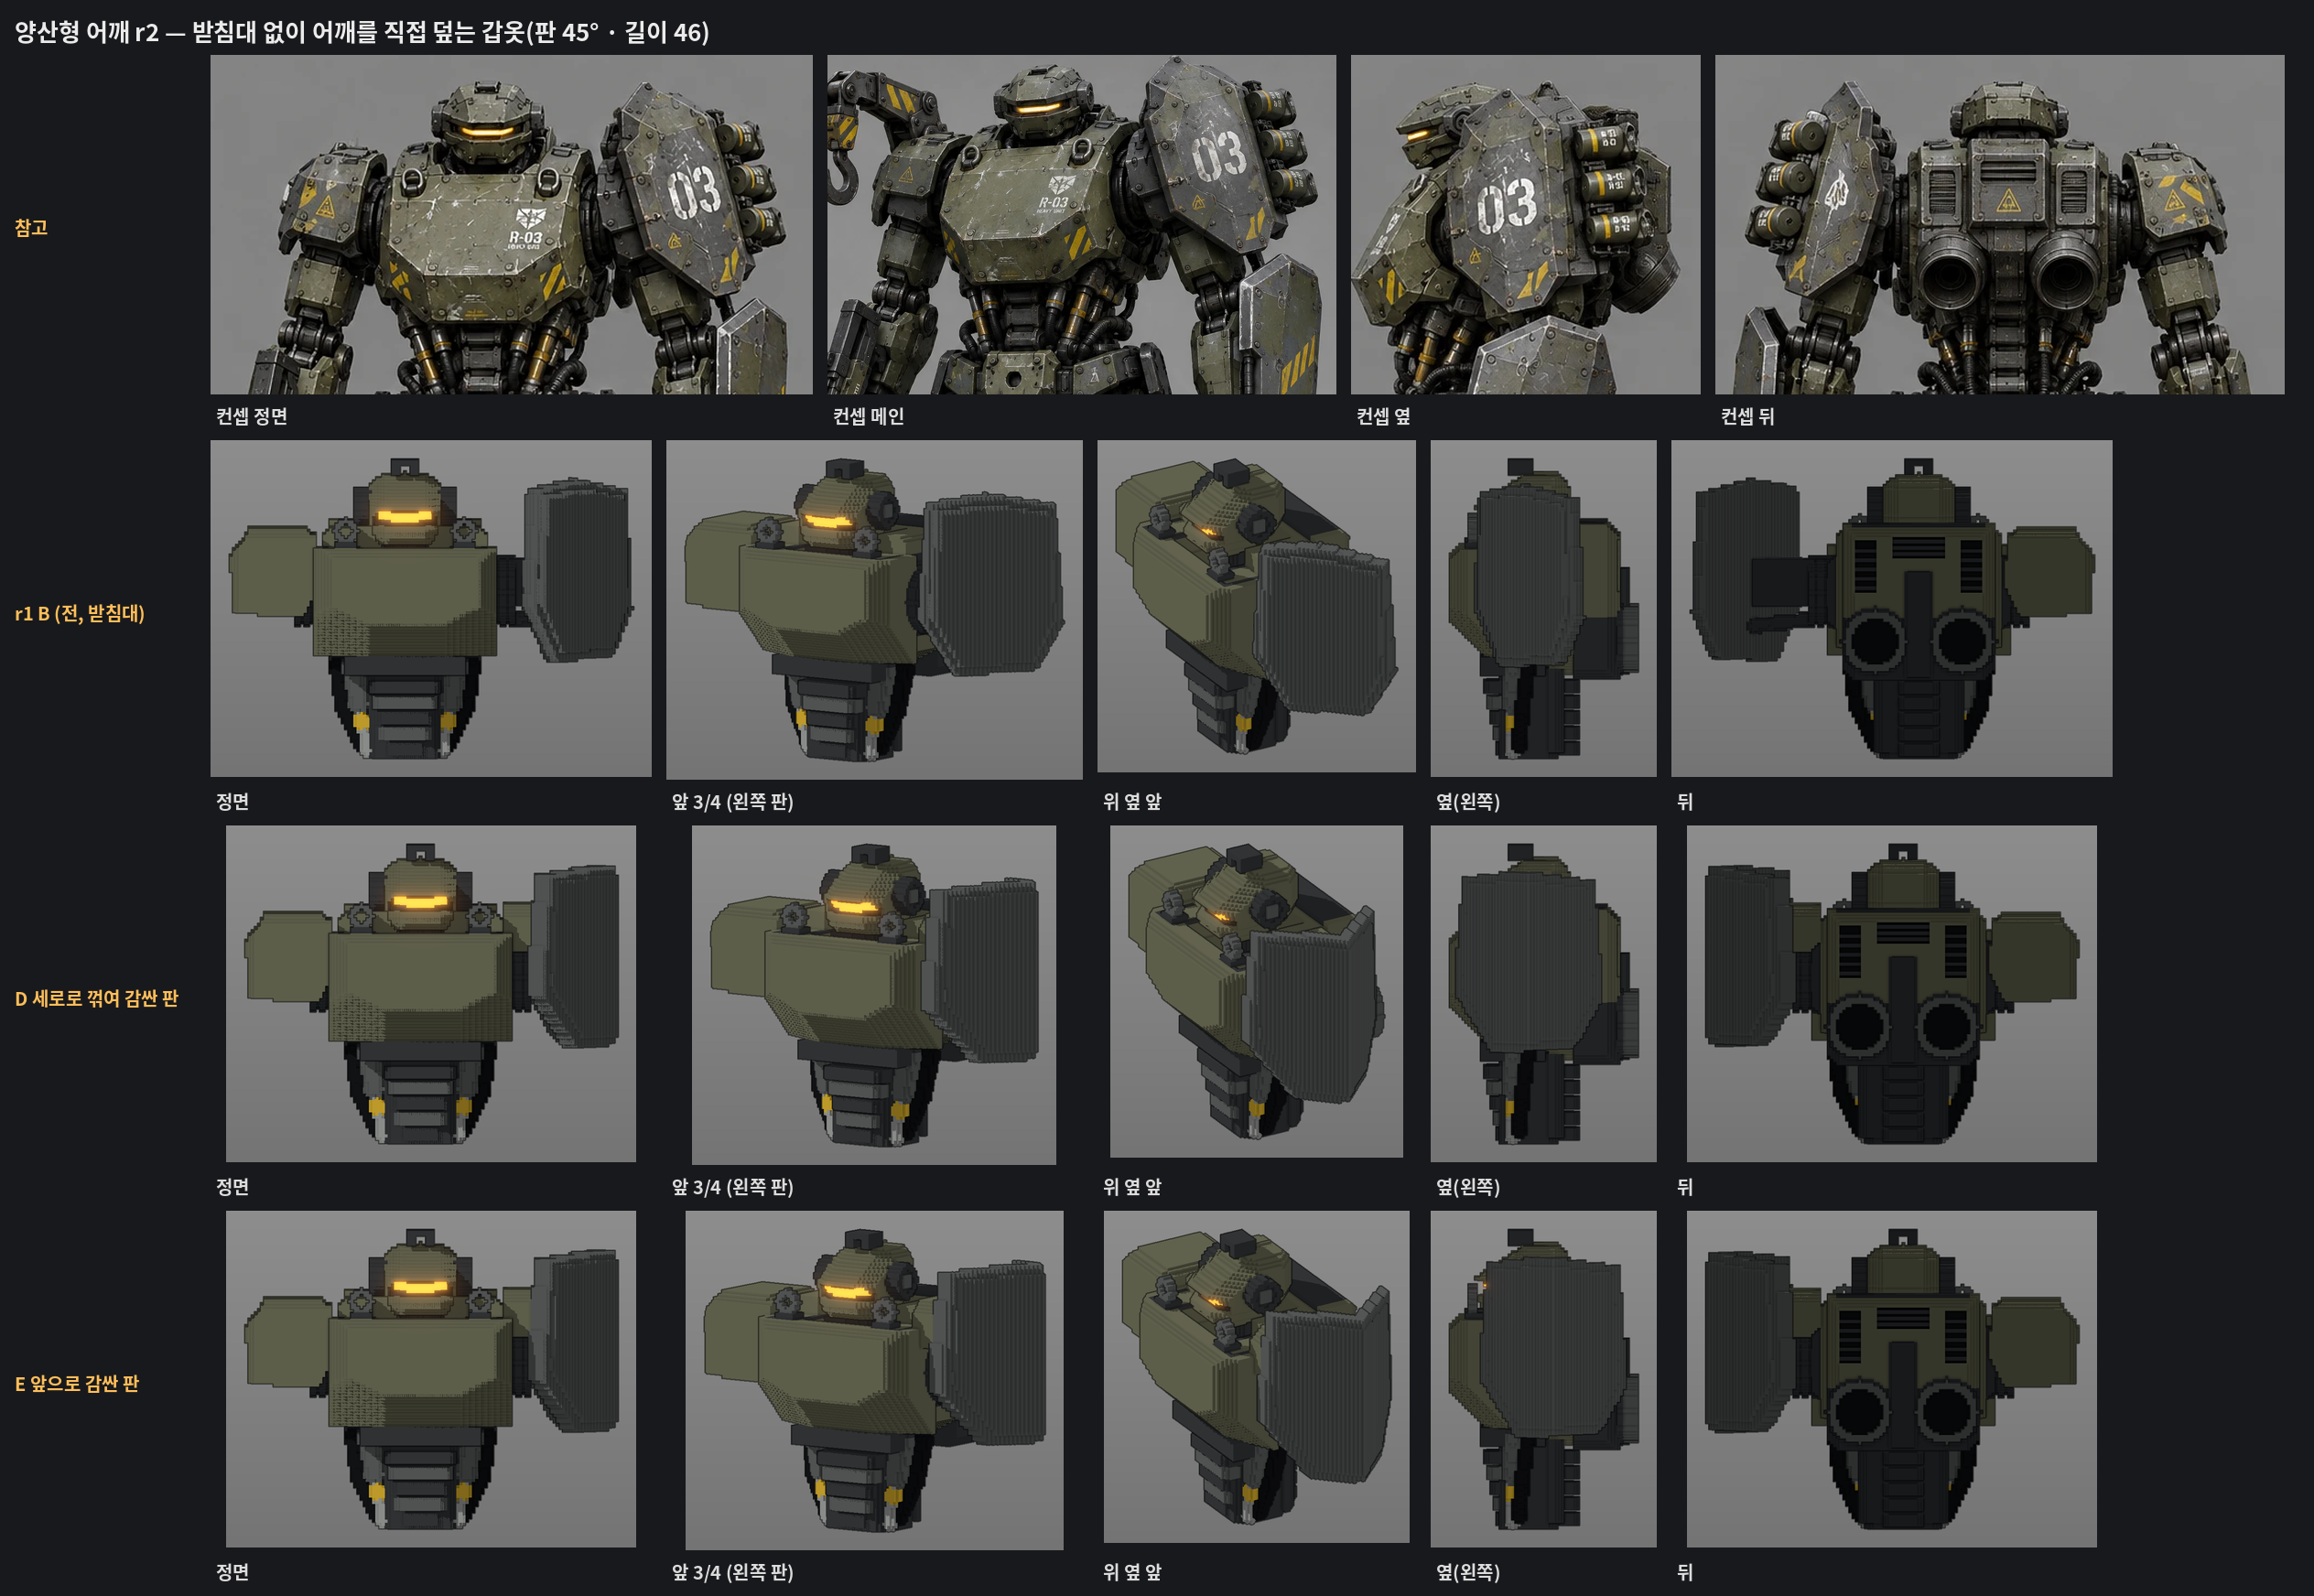 양산형 어깨 r2 — 받침대 없이 어깨를 직접 덮는 갑옷(판 45° · 길이 46)
참고
03
R-03
03
R-03
03
컨셉 정면
컨셉 메인
컨셉 옆
컨셉 뒤
r1 B (전, 받침대)
정면
앞 3/4 (왼쪽 판)
위 옆 앞
옆(왼쪽)
뒤
D 세로로 꺾여 감싼 판
정면
앞 3/4 (왼쪽 판)
위 옆 앞
옆(왼쪽)
뒤
E 앞으로 감싼 판
정면
앞 3/4 (왼쪽 판)
위 옆 앞
옆(왼쪽)
뒤